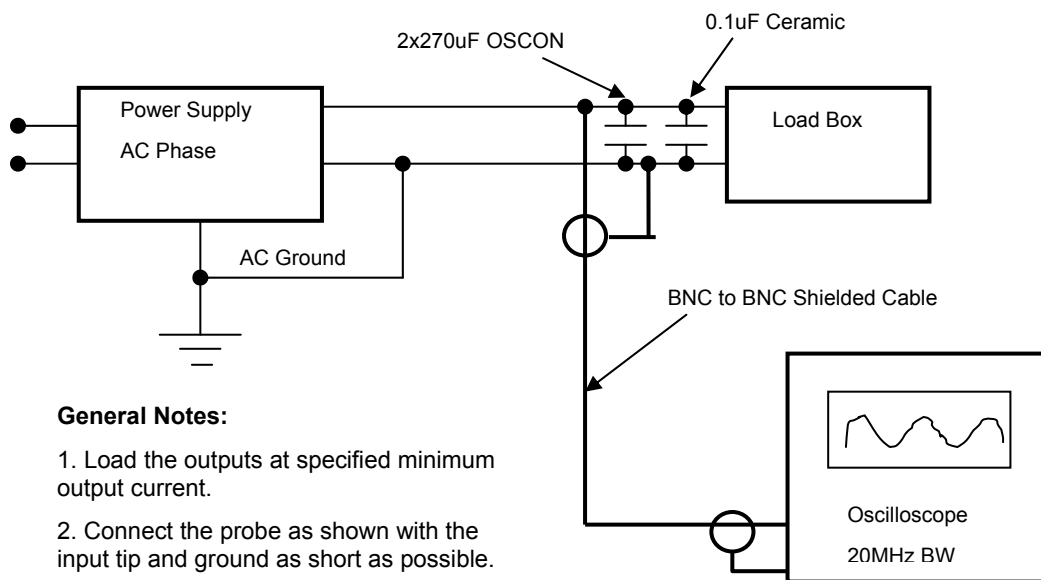 0.1uF Ceramic
2x270uF OSCON
Power Supply
AC Phase
Load Box
AC Ground
BNC to BNC Shielded Cable
General Notes:
1. Load the outputs at specified minimum
output current.
2. Connect the probe as shown with the
input tip and ground as short as possible.
Oscilloscope
20MHz BW